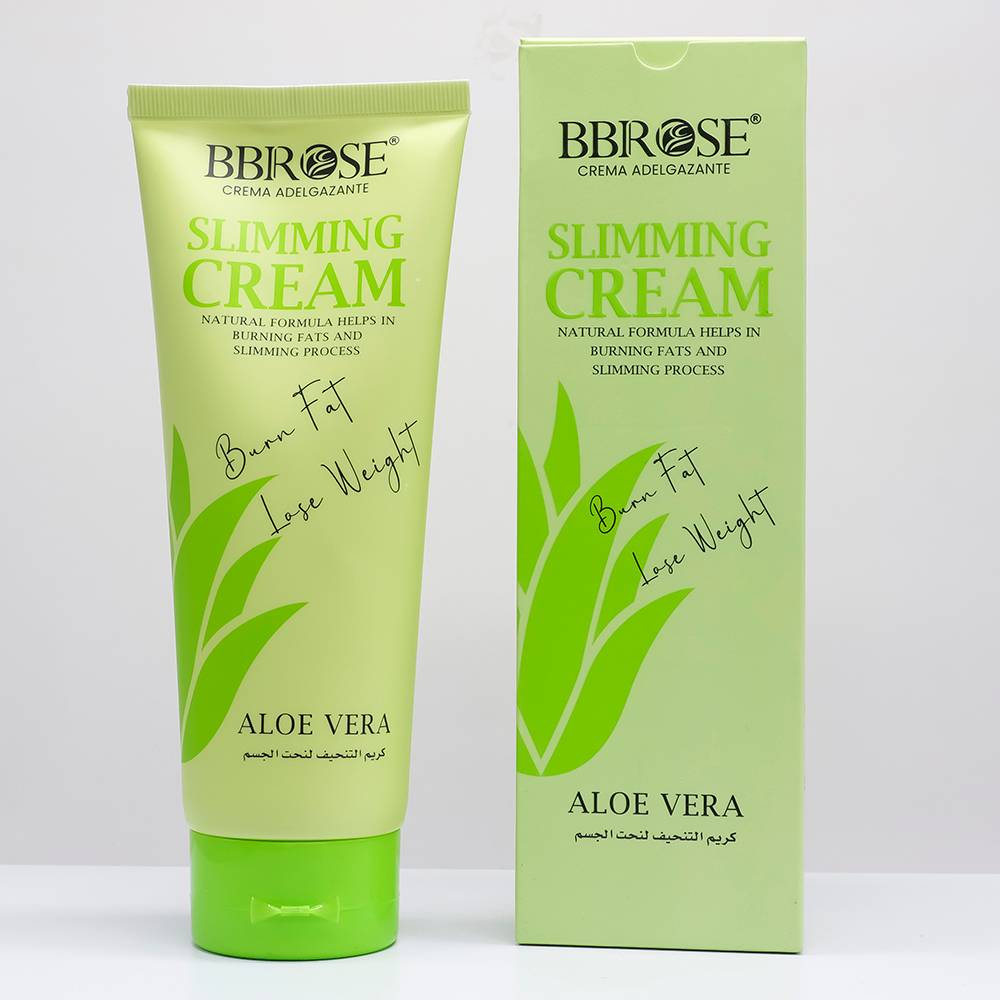 BBROSE®
CREMA ADELGAZANTE
SLIMMING
CREAM
NATURAL FORMULA HELPS IN
BURNING FATS AND
SLIMMING PROCESS
Burn Fat
Lose Weight
ALOE VERA
كريم التنحيف لنحت الجسم
BBROSE®
CREMA ADELGAZANTE
SLIMMING
CREAM
NATURAL FORMULA HELPS IN
BURNING FATS AND
SLIMMING PROCESS
Burn Fat
Lose Weight
ALOE VERA
كريم التنحيف لنحت الجسم